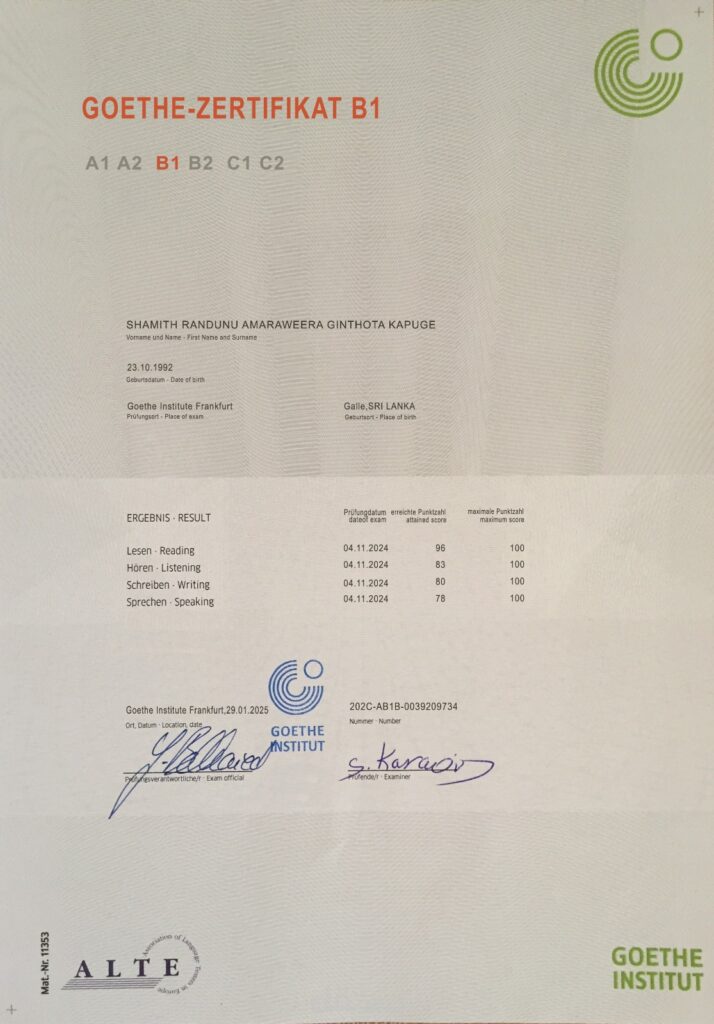 GOETHE-ZERTIFIKAT B1
A1 A2 B1 B2 C1 C2
SHAMITH RANDUNU AMARAWEERA GINTHOTA KAPUGE
Vorname und Name - First Name and Surname
23.10.1992
Geburtsdatum - Date of birth
Goethe Institute Frankfurt Galle,SRI LANKA
Prüfungsort - Place of exam Geburtsort - Place of birth
ERGEBNIS · RESULT
Prüfungdatum erreichte Punktzahl maximale Punktzahl
dateof exam attained score maximum score
Lesen · Reading 04.11.2024 96 100
Hören · Listening 04.11.2024 83 100
Schreiben · Writing 04.11.2024 80 100
Sprechen · Speaking 04.11.2024 78 100
Goethe Institute Frankfurt,29.01.2025 202C-AB1B-0039209734
Ort, Datum · Location, date Nummer · Number
GOETHE
INSTITUT
Prüfungsverantwortliche/r · Exam official Prüfende/r · Examiner
Mat.-Nr. 11353
ALTE
Association of Language Testers in Europe
GOETHE
INSTITUT